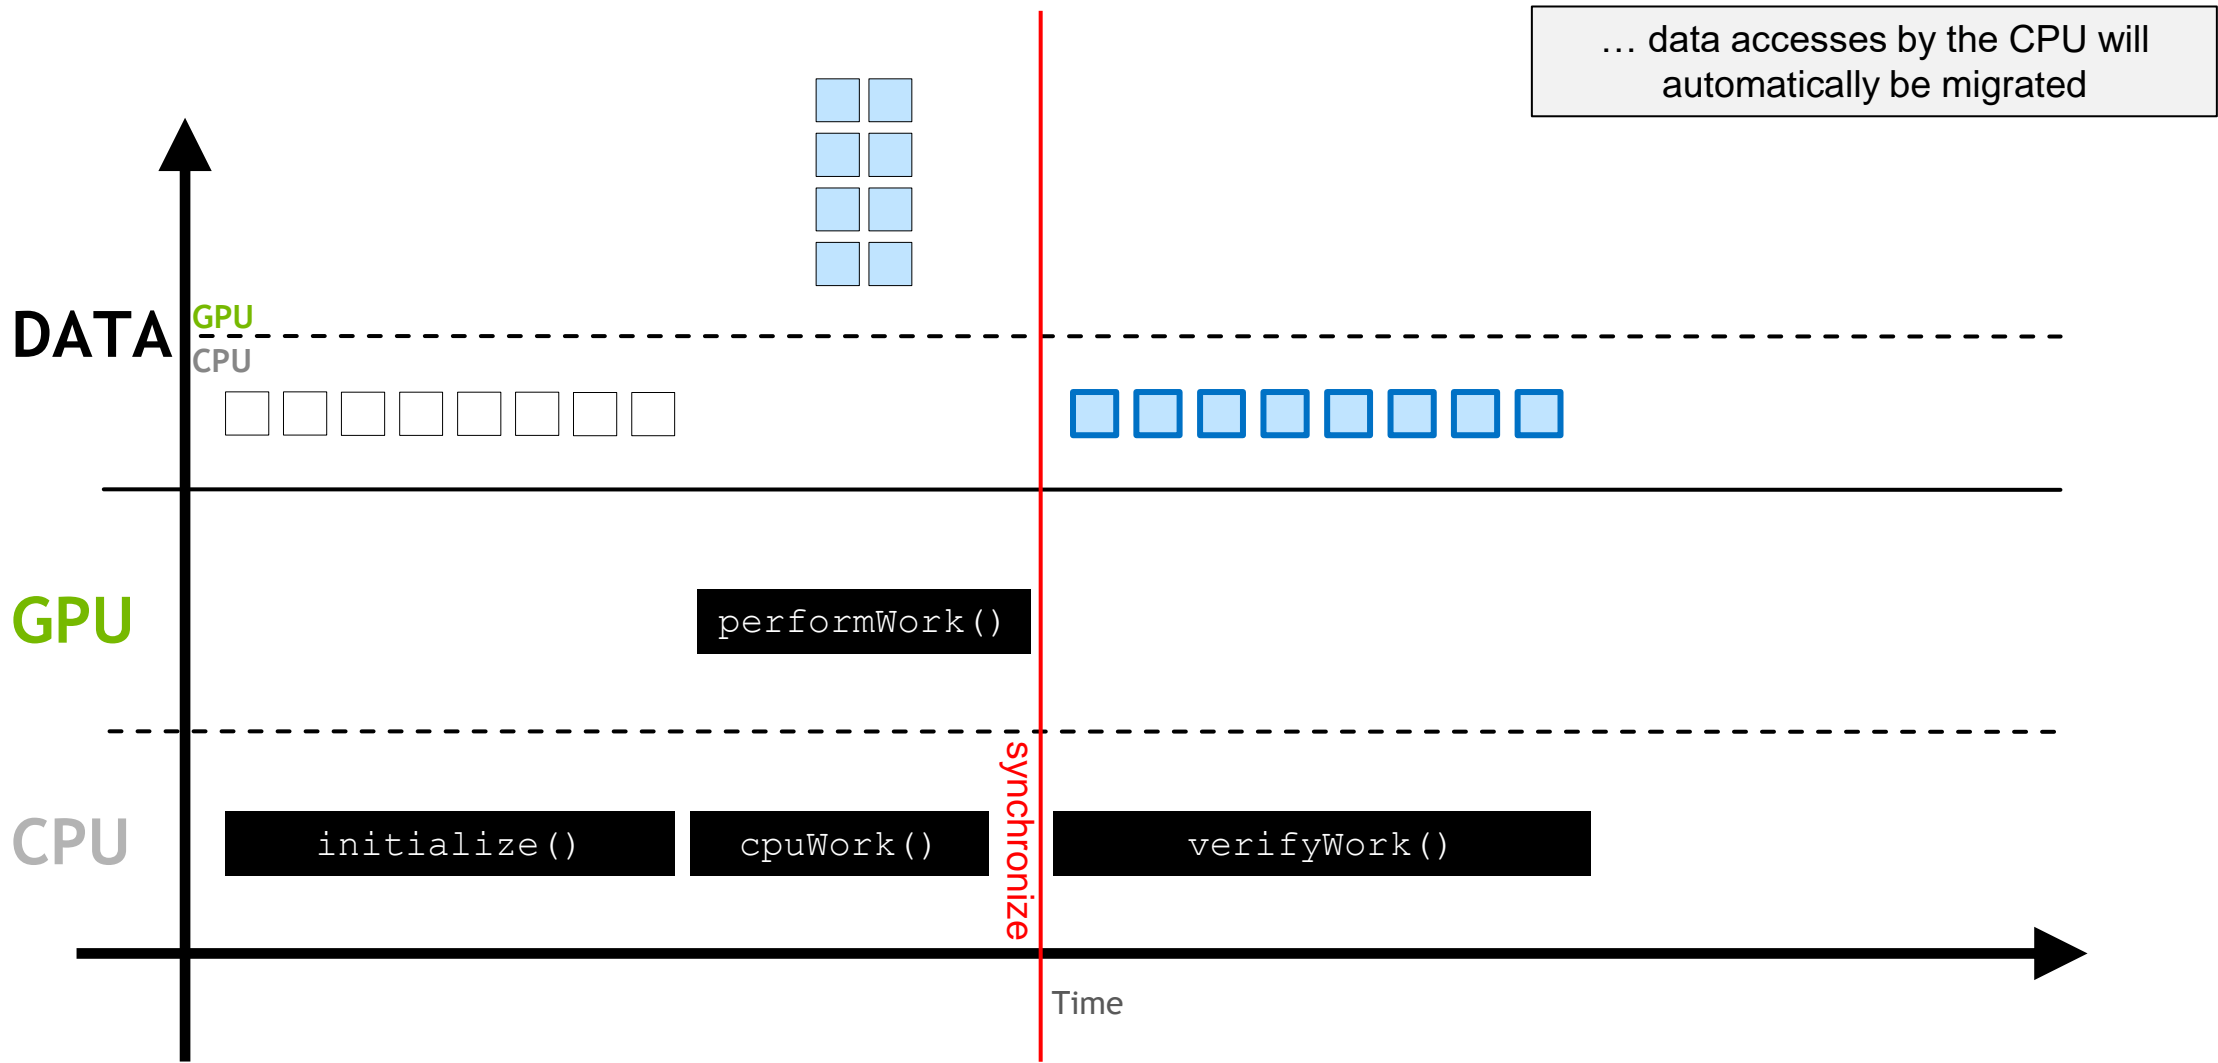 … data accesses by the CPU will
automatically be migrated
DATA
GPU
CPU
GPU
performWork()
synchronize
CPU
initialize()
cpuWork()
verifyWork()
Time